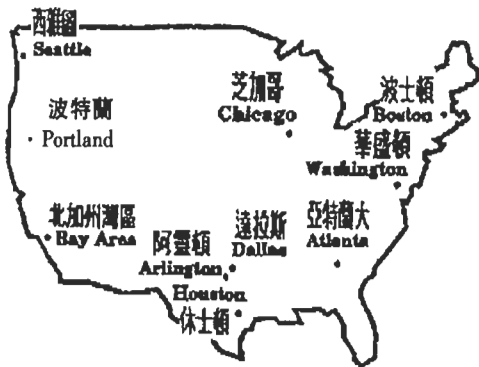 西雅圖
Seattle
芝加哥
Chicago
波士頓
Boston
波特蘭
Portland
華盛頓
Washington
北加州灣區
Bay Area
阿靈頓
Arlington
達拉斯
Dallas
亞特蘭大
Atlanta
Houston
休士頓